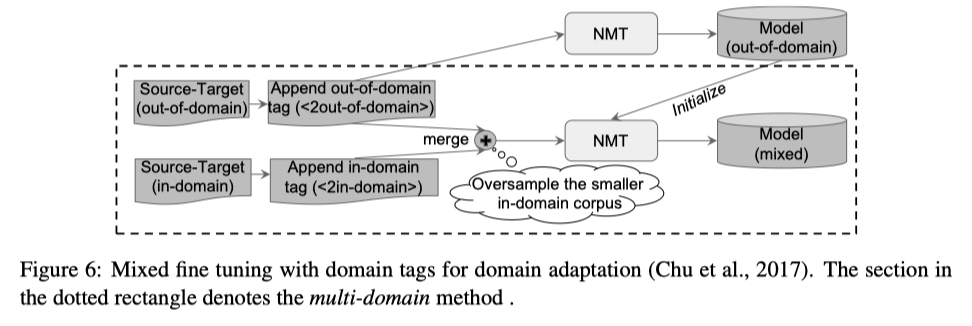 NMT
Model
(out-of-domain)
Source-Target
(out-of-domain)
Append out-of-domain
tag (<2out-of-domain>)
Initialize
merge
+
NMT
Model
(mixed)
Source-Target
(in-domain)
Append in-domain
tag (<2in-domain>)
Oversample the smaller
in-domain corpus
Figure 6: Mixed fine tuning with domain tags for domain adaptation (Chu et al., 2017). The section in
the dotted rectangle denotes the multi-domain method .